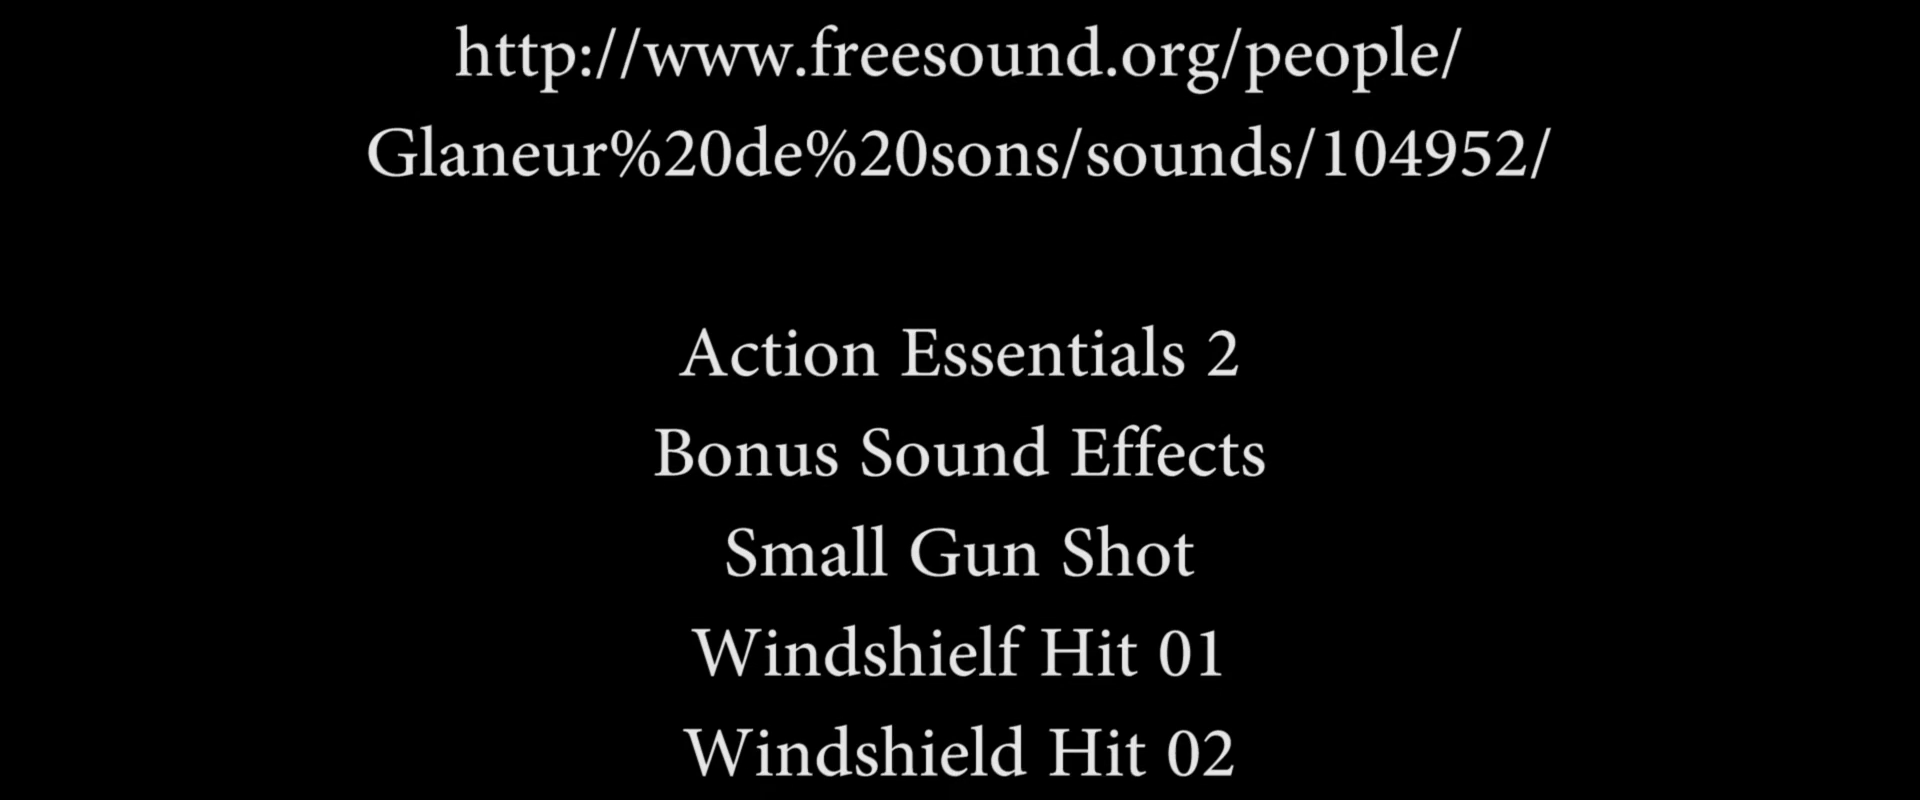 http://www.freesound.org/people/
Glaneur%20de%20sons/sounds/104952/
Action Essentials 2
Bonus Sound Effects
Small Gun Shot
Windshielf Hit 01
Windshield Hit 02